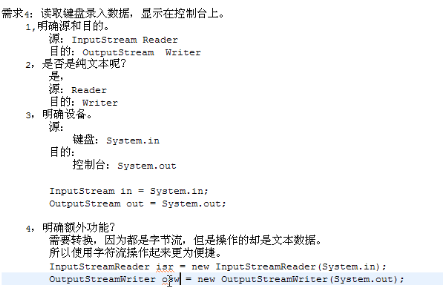 需求4: 读取键盘录入数据, 显示在控制台上。
1,明确源和目的。
源: InputStream Reader
目的: OutputStream Writer
2, 是否是纯文本呢?
是,
源: Reader
目的: Writer
3, 明确设备。
源:
键盘: System.in
目的:
控制台: System.out
InputStream in = System.in;
OutputStream out = System.out;
4, 明确额外功能?
需要转换, 因为都是字节流, 但是操作的却是文本数据。
所以使用字符流操作起来更为便捷。
InputStreamReader isr = new InputStreamReader(System.in);
OutputStreamWriter osw = new OutputStreamWriter(System.out);